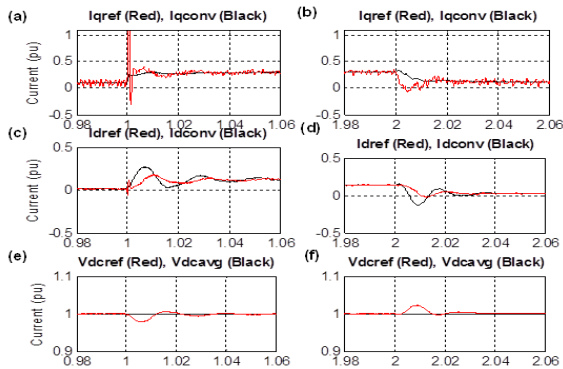 (a) Iqref (Red), Iqconv (Black)
(b) Iqref (Red), Iqconv (Black)
Current (pu)
1
0.5
0
-0.5
0.98 1 1.02 1.04 1.06
1
0.5
0
-0.5
1.98 2 2.02 2.04 2.06
(c) Idref (Red), Idconv (Black)
(d) Idref (Red), Idconv (Black)
Current (pu)
0.5
0
-0.5
0.98 1 1.02 1.04 1.06
0.5
0
-0.5
1.98 2 2.02 2.04 2.06
(e) Vdcref (Red), Vdcavg (Black)
(f) Vdcref (Red), Vdcavg (Black)
Current (pu)
1.1
1
0.9
0.98 1 1.02 1.04 1.06
1.1
1
0.9
1.98 2 2.02 2.04 2.06